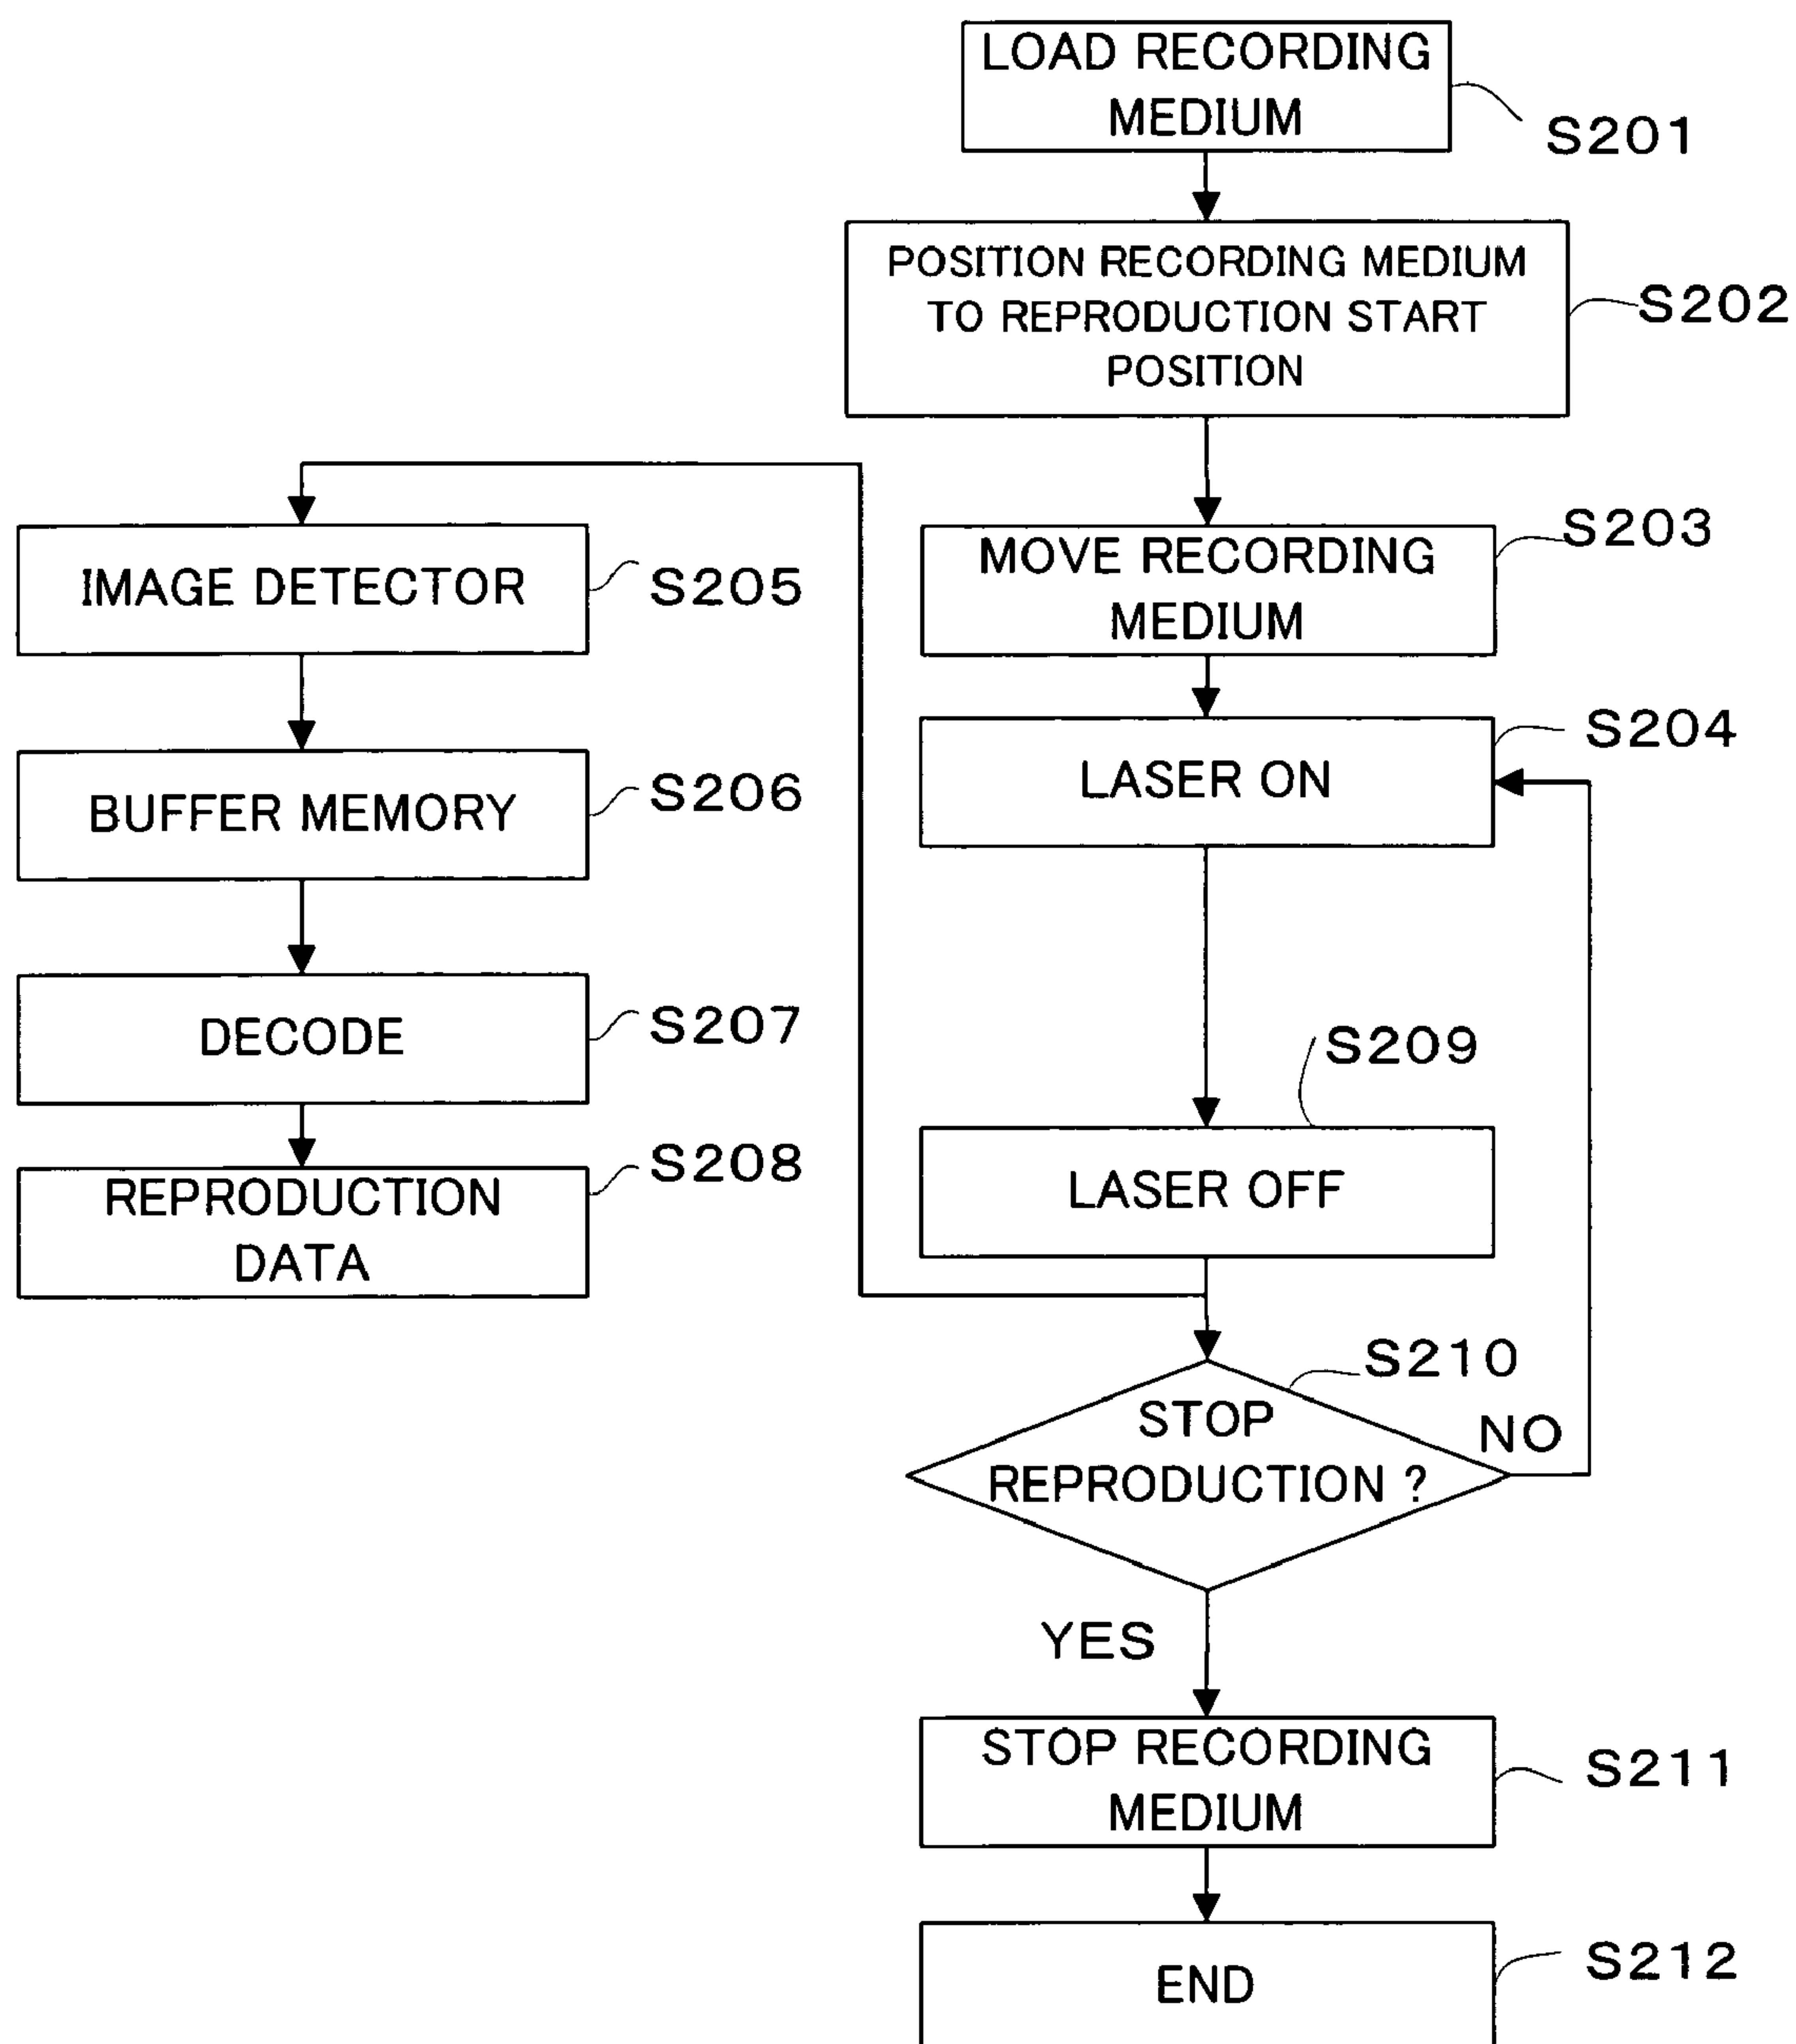 LOAD RECORDING
MEDIUM
S201
POSITION RECORDING MEDIUM
TO REPRODUCTION START
POSITION
S202
MOVE RECORDING
MEDIUM
S203
LASER ON
S204
IMAGE DETECTOR
S205
BUFFER MEMORY
S206
DECODE
S207
REPRODUCTION
DATA
S208
LASER OFF
S209
STOP
REPRODUCTION ?
S210
NO
YES
STOP RECORDING
MEDIUM
S211
END
S212